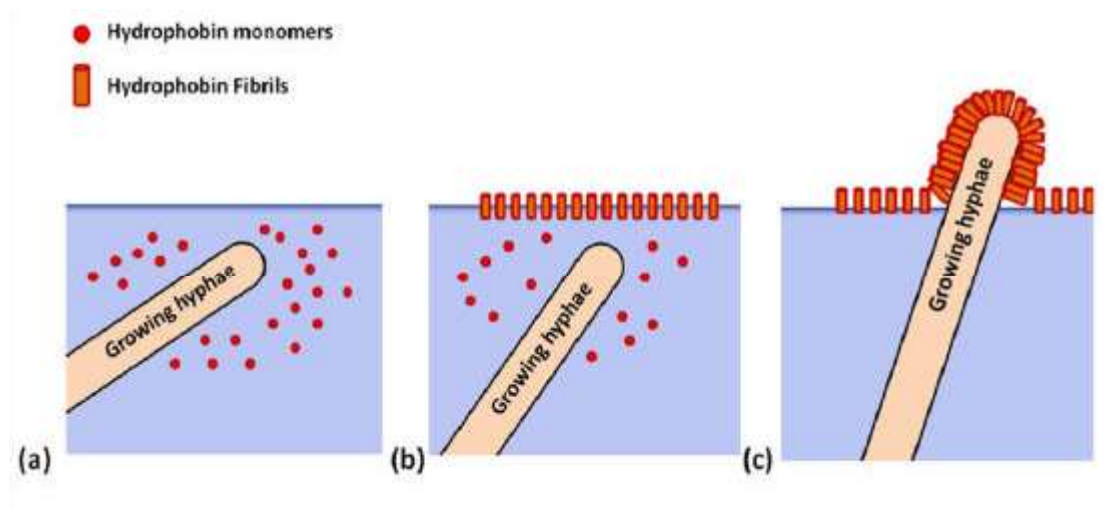 Hydrophobin monomers
Hydrophobin Fibrils
Growing hyphae
Growing hyphae
Growing hyphae
(a)
(b)
(c)